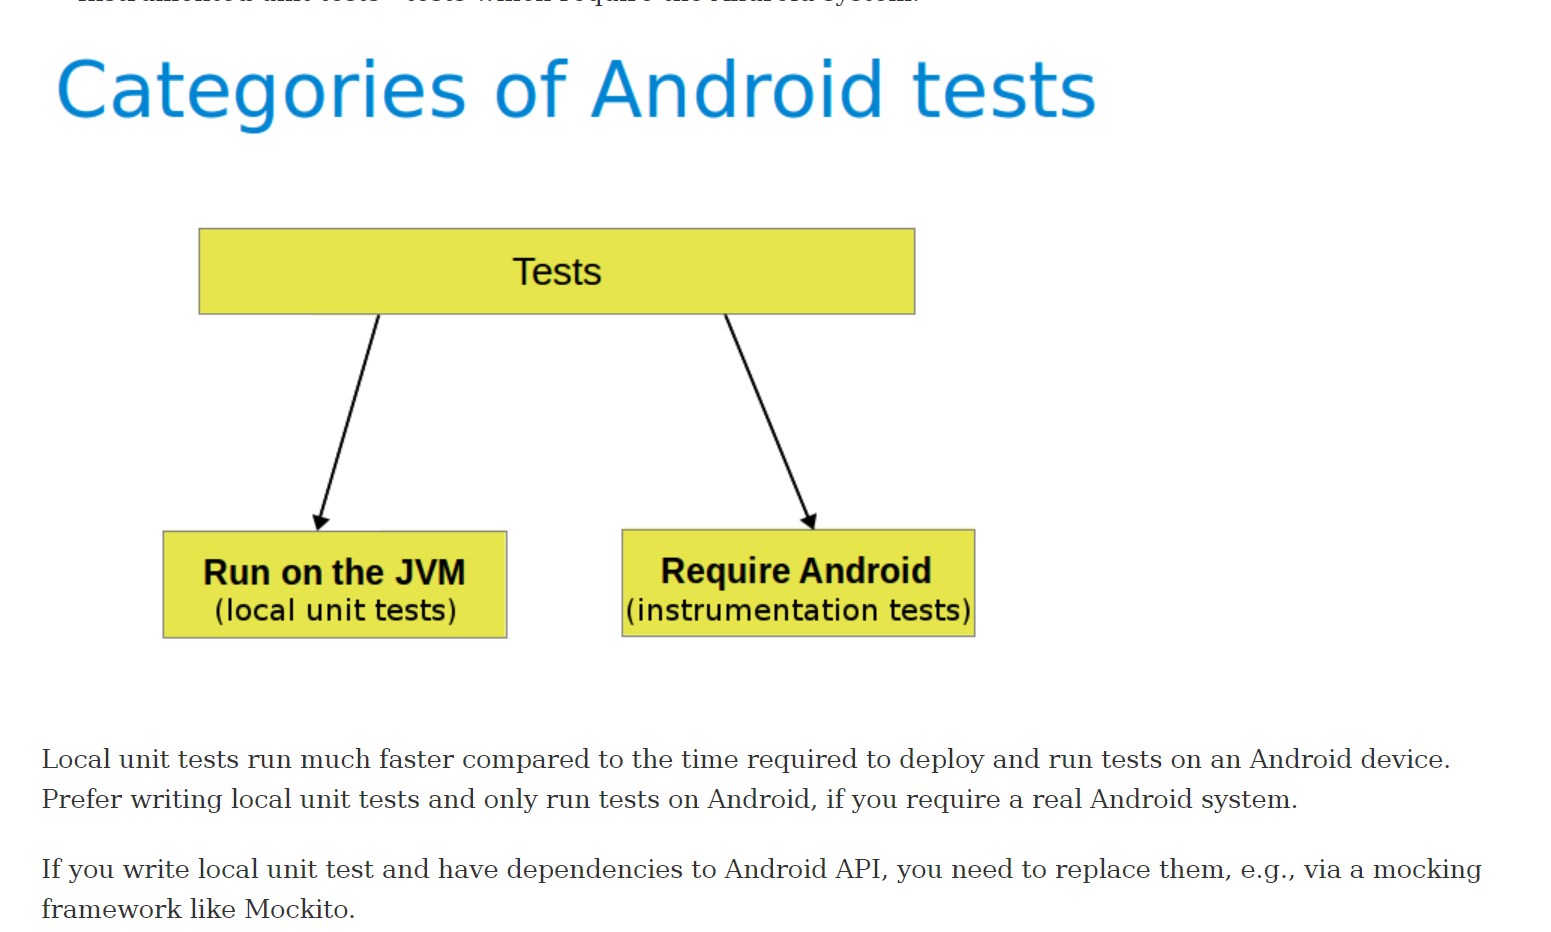 Categories of Android tests
Tests
Run on the JVM
(local unit tests)
Require Android
(instrumentation tests)
Local unit tests run much faster compared to the time required to deploy and run tests on an Android device.
Prefer writing local unit tests and only run tests on Android, if you require a real Android system.
If you write local unit test and have dependencies to Android API, you need to replace them, e.g., via a mocking
framework like Mockito.